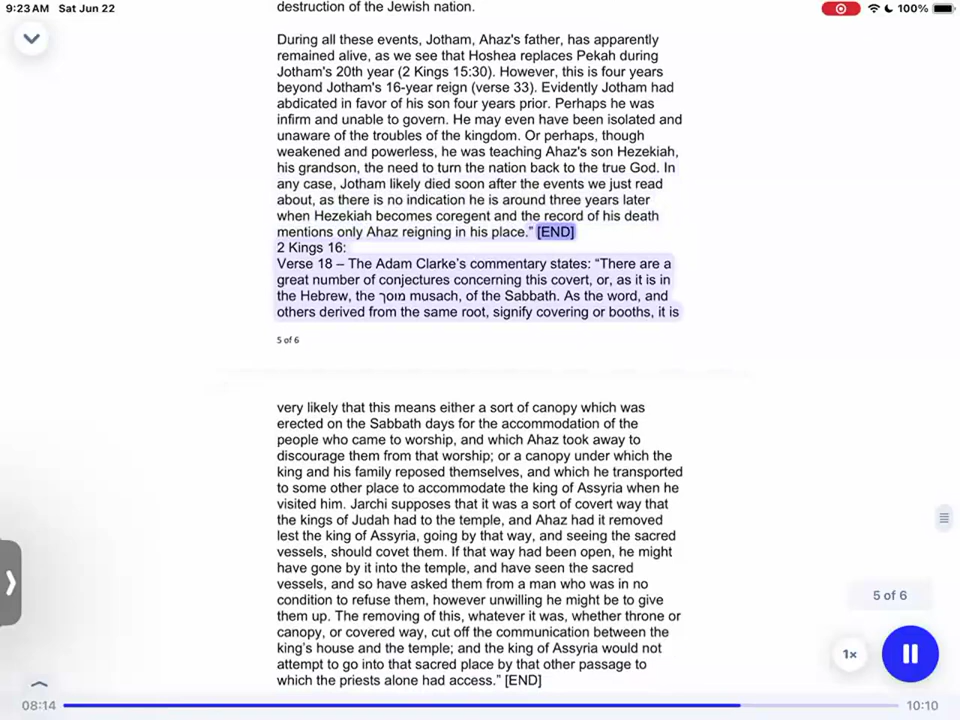 9:23 AM Sat Jun 22
100%
destruction of the Jewish nation.
During all these events, Jotham, Ahaz's father, has apparently
remained alive, as we see that Hoshea replaces Pekah during
Jotham's 20th year (2 Kings 15:30). However, this is four years
beyond Jotham's 16-year reign (verse 33). Evidently Jotham had
abdicated in favor of his son four years prior. Perhaps he was
infirm and unable to govern. He may even have been isolated and
unaware of the troubles of the kingdom. Or perhaps, though
weakened and powerless, he was teaching Ahaz's son Hezekiah,
his grandson, the need to turn the nation back to the true God. In
any case, Jotham likely died soon after the events we just read
about, as there is no indication he is around three years later
when Hezekiah becomes coregent and the record of his death
mentions only Ahaz reigning in his place.” [END]
2 Kings 16:
Verse 18 – The Adam Clarke’s commentary states: “There are a
great number of conjectures concerning this covert, or, as it is in
the Hebrew, the מוסך musach, of the Sabbath. As the word, and
others derived from the same root, signify covering or booths, it is
5 of 6
very likely that this means either a sort of canopy which was
erected on the Sabbath days for the accommodation of the
people who came to worship, and which Ahaz took away to
discourage them from that worship; or a canopy under which the
king and his family reposed themselves, and which he transported
to some other place to accommodate the king of Assyria when he
visited him. Jarchi supposes that it was a sort of covert way that
the kings of Judah had to the temple, and Ahaz had it removed
lest the king of Assyria, going by that way, and seeing the sacred
vessels, should covet them. If that way had been open, he might
have gone by it into the temple, and have seen the sacred
vessels, and so have asked them from a man who was in no
condition to refuse them, however unwilling he might be to give
them up. The removing of this, whatever it was, whether throne or
canopy, or covered way, cut off the communication between the
king’s house and the temple; and the king of Assyria would not
attempt to go into that sacred place by that other passage to
which the priests alone had access.” [END]
5 of 6
1×
08:14
10:10